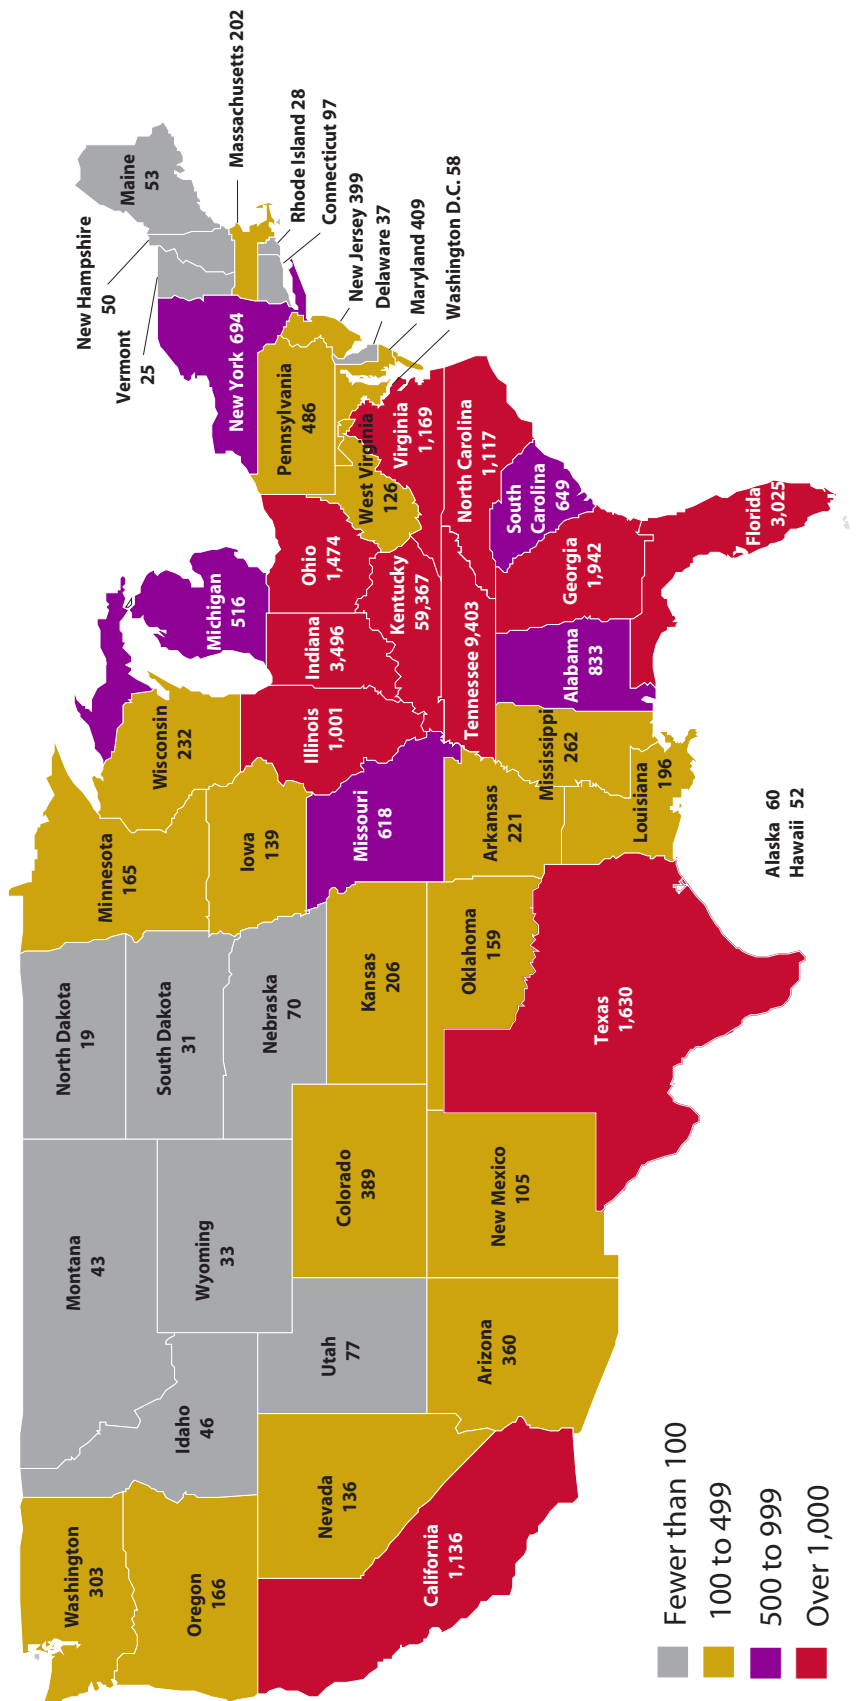 Washington
303
Oregon
166
California
1,136
Nevada
136
Idaho
46
Montana
43
Wyoming
33
Utah
77
Arizona
360
Colorado
389
New Mexico
105
North Dakota
19
South Dakota
31
Nebraska
70
Kansas
206
Oklahoma
159
Texas
1,630
Minnesota
165
Iowa
139
Missouri
618
Arkansas
221
Louisiana
196
Wisconsin
232
Illinois
1,001
Mississippi
262
Michigan
516
Indiana
3,496
Ohio
1,474
Kentucky
59,367
Tennessee 9,403
Alabama
833
Georgia
1,942
Florida
3,025
South
Carolina
649
North Carolina
1,117
Virginia
1,169
West Virginia
126
Pennsylvania
486
New York 694
Vermont
25
New Hampshire
50
Maine
53
Massachusetts 202
Rhode Island 28
Connecticut 97
New Jersey 399
Delaware 37
Maryland 409
Washington D.C. 58
Alaska 60
Hawaii 52
Fewer than 100
100 to 499
500 to 999
Over 1,000